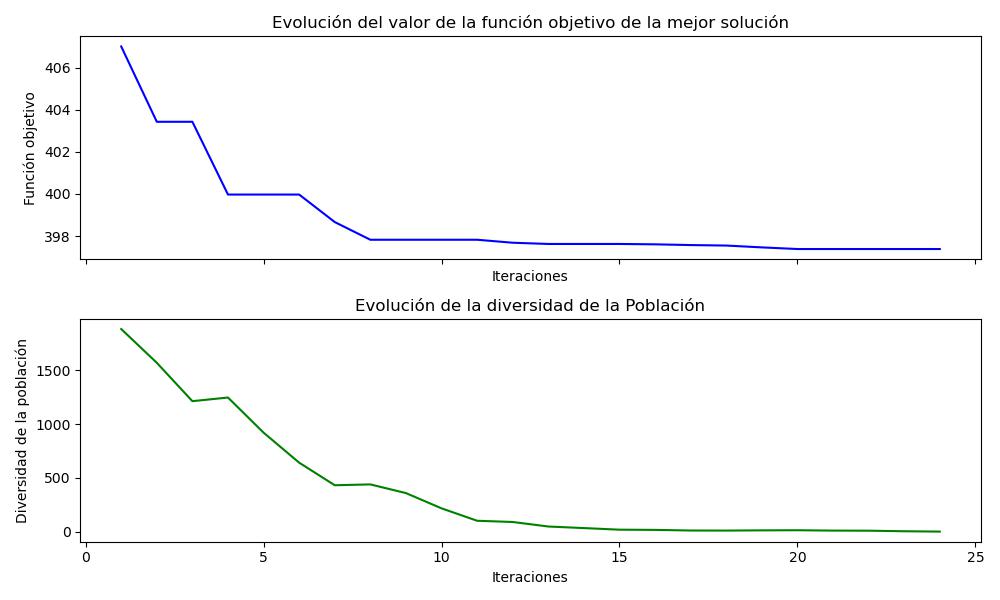 Evolución del valor de la función objetivo de la mejor solución
Función objetivo
406
404
402
400
398
Iteraciones
Evolución de la diversidad de la Población
Diversidad de la población
1500
1000
500
0
0 5 10 15 20 25
Iteraciones